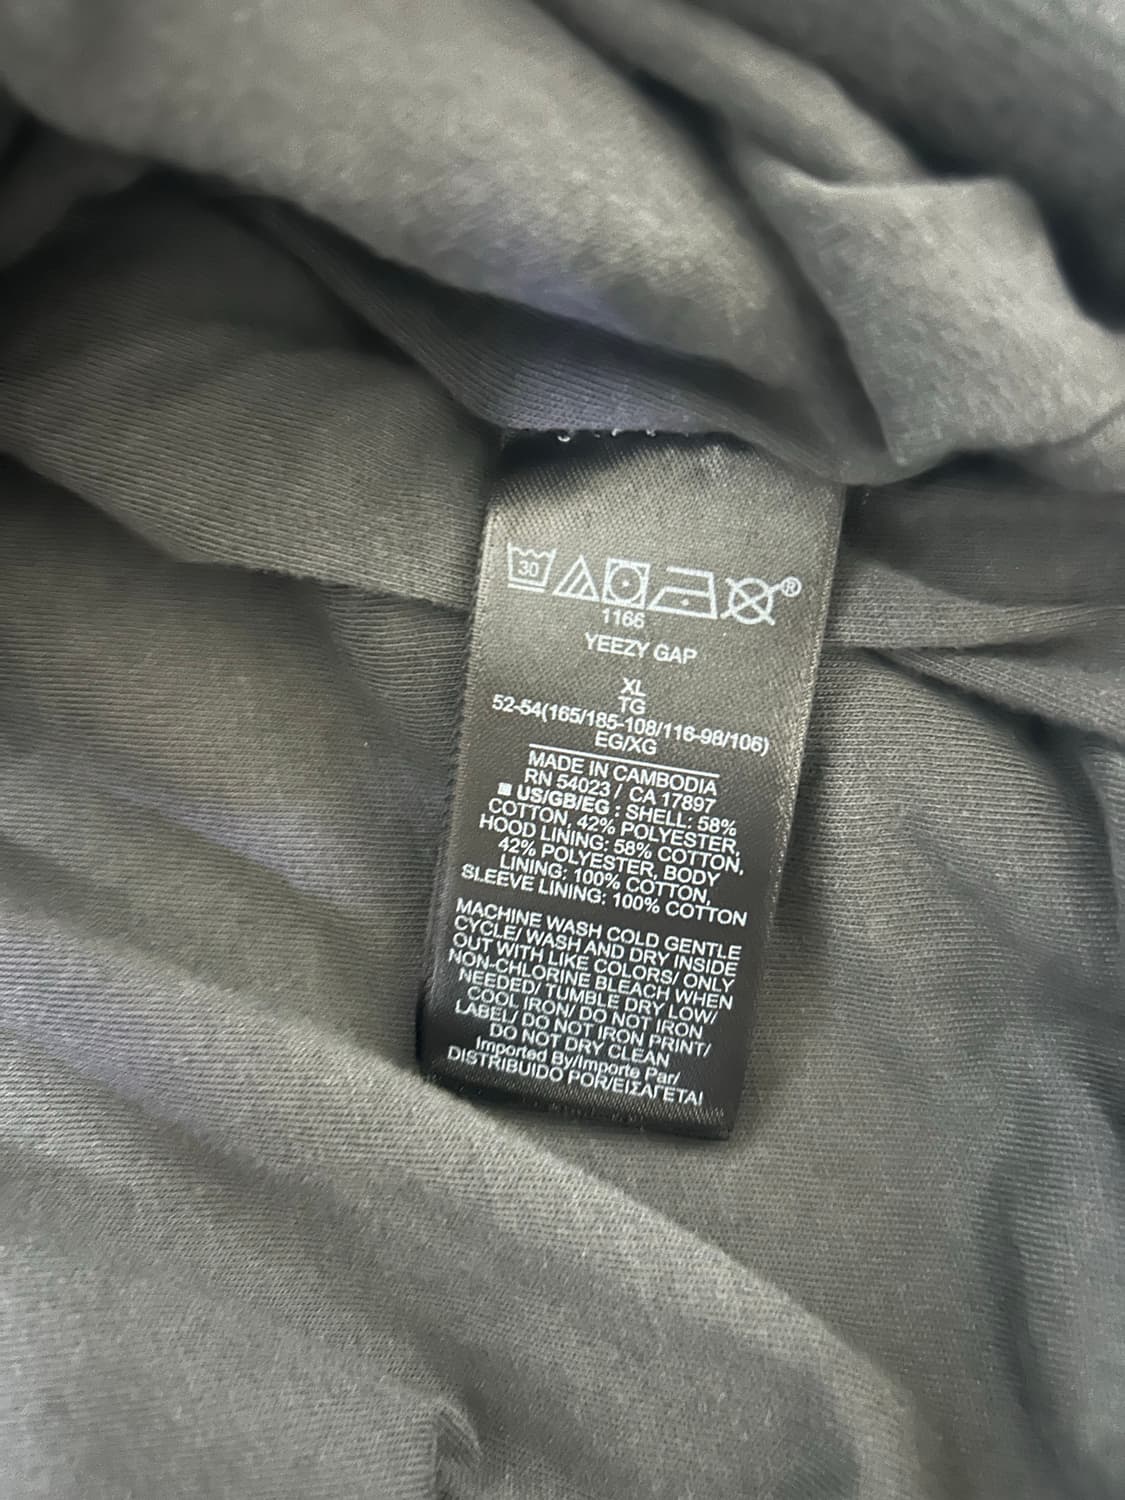 30
®
1166
YEEZY GAP
XL
TG
52-54(165/185-108/116-98/106)
EG/XG
MADE IN CAMBODIA
RN 54023 / CA 17897
■ US/GB/EG : SHELL: 58%
COTTON, 42% POLYESTER,
HOOD LINING: 58% COTTON,
42% POLYESTER, BODY
LINING: 100% COTTON,
SLEEVE LINING: 100% COTTON
MACHINE WASH COLD GENTLE
CYCLE/ WASH AND DRY INSIDE
OUT WITH LIKE COLORS/ ONLY
NON-CHLORINE BLEACH WHEN
NEEDED/ TUMBLE DRY LOW/
COOL IRON/ DO NOT IRON
LABEL/ DO NOT IRON PRINT/
DO NOT DRY CLEAN
Imported By/Importe Par/
DISTRIBUIDO POR/ΕΙΣΑΓΕΤΑΙ